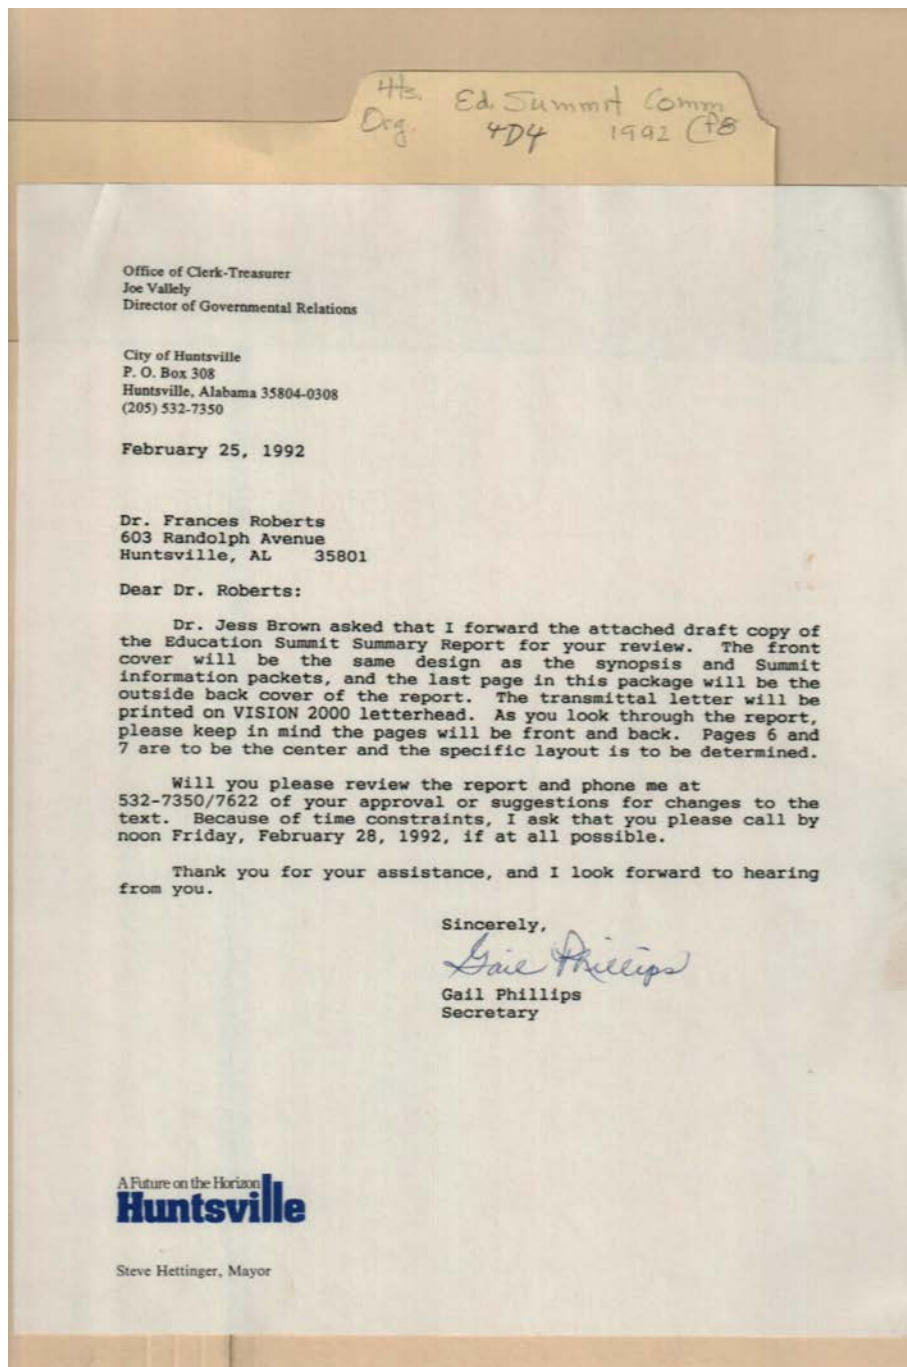 Hs. Ed. Summit Comm
Org. 4D4 1992
Office of Clerk-Treasurer
Joe Vallely
Director of Governmental Relations
City of Huntsville
P. O. Box 308
Huntsville, Alabama 35804-0308
(205) 532-7350
February 25, 1992
Dr. Frances Roberts
603 Randolph Avenue
Huntsville, AL 35801
Dear Dr. Roberts:
Dr. Jess Brown asked that I forward the attached draft copy of
the Education Summit Summary Report for your review. The front
cover will be the same design as the synopsis and Summit
information packets, and the last page in this package will be the
outside back cover of the report. The transmittal letter will be
printed on VISION 2000 letterhead. As you look through the report,
please keep in mind the pages will be front and back. Pages 6 and
7 are to be the center and the specific layout is to be determined.
Will you please review the report and phone me at
532-7350/7622 of your approval or suggestions for changes to the
text. Because of time constraints, I ask that you please call by
noon Friday, February 28, 1992, if at all possible.
Thank you for your assistance, and I look forward to hearing
from you.
Sincerely,
Gail Phillips
Gail Phillips
Secretary
A Future on the Horizon
Huntsville
Steve Hettinger, Mayor